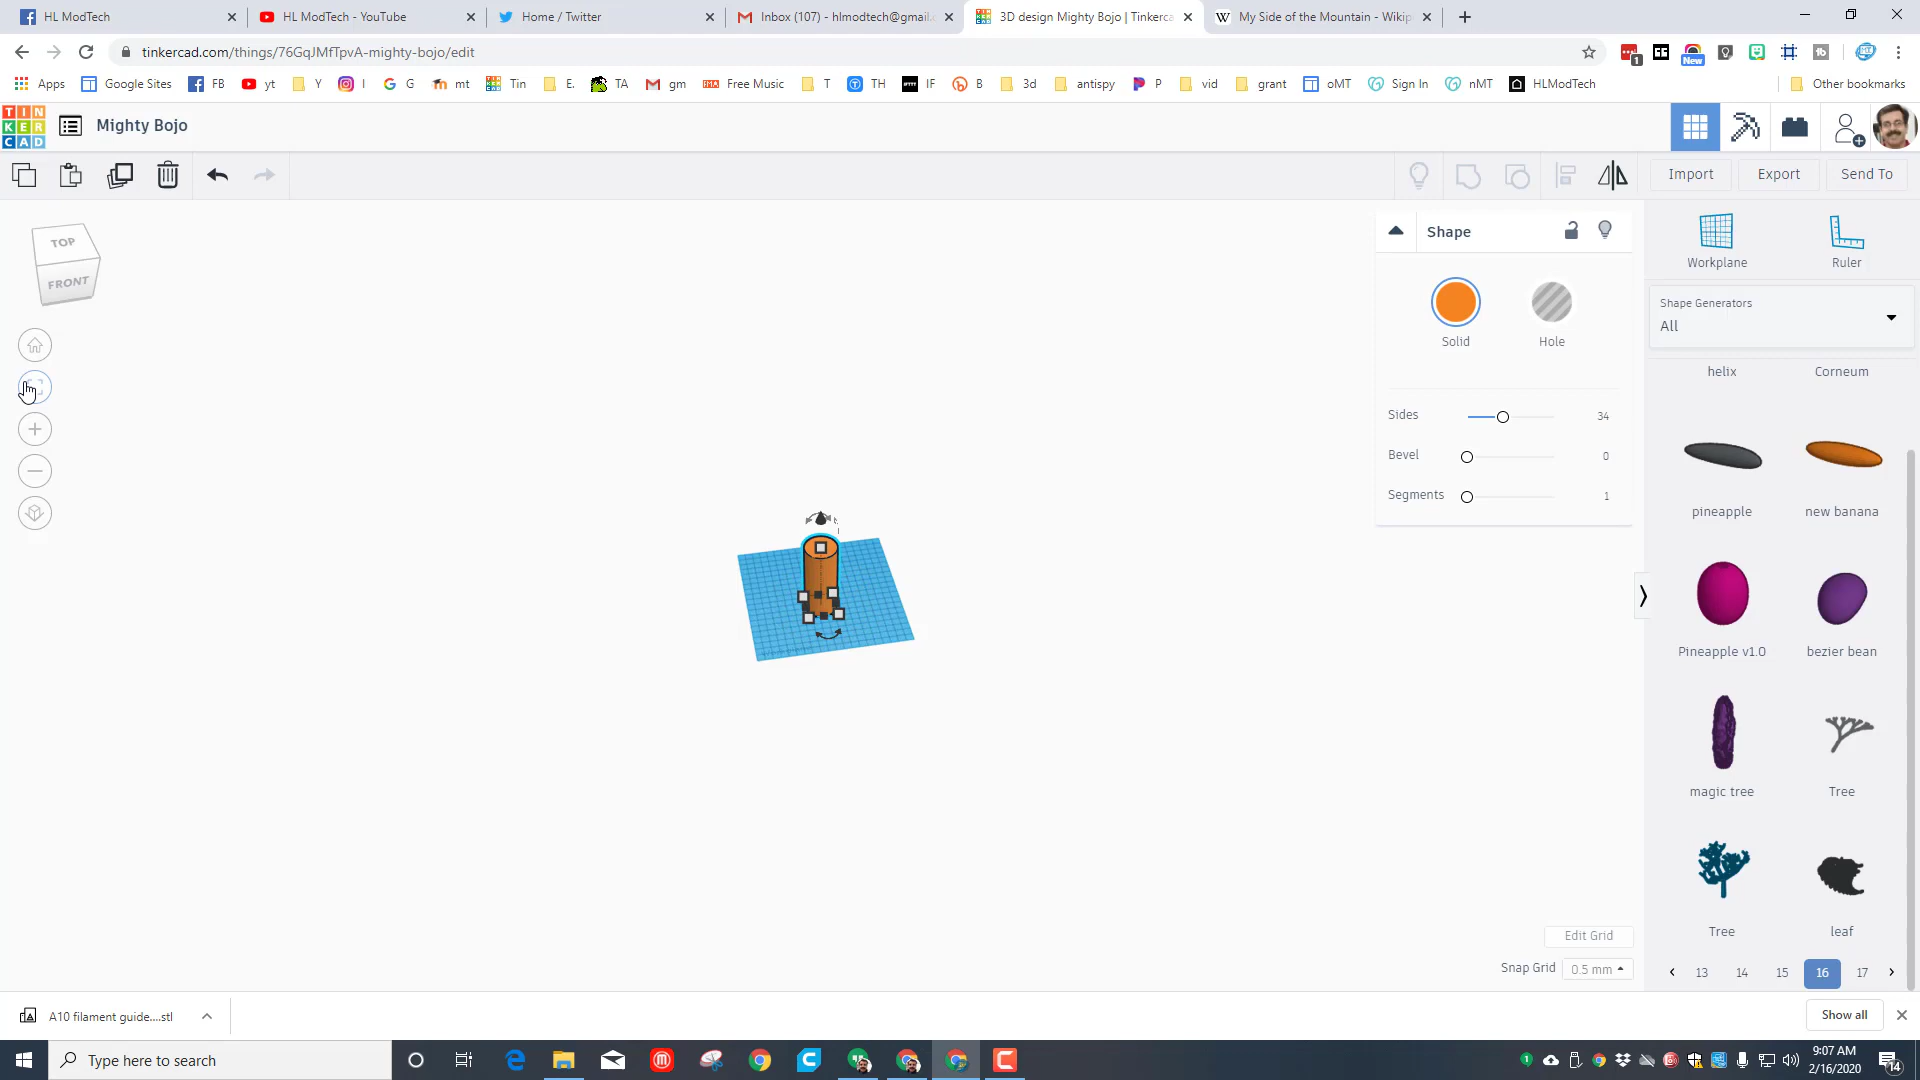 HL ModTech
HL ModTech - YouTube
Home / Twitter
Inbox (107) - hlmodtech@gmail.c
3D design Mighty Bojo | Tinkerca
My Side of the Mountain - Wikip
tinkercad.com/things/76GqJMfTpvA-mighty-bojo/edit
1
New
Apps Google Sites FB yt Y I G Tin E. TA gm Free Music T TH IF B 3d antispy P vid grant oMT Sign In nMT HLModTech Other bookmarks
TIN
KER
CAD
Mighty Bojo
Import Export Send To
TOP
FRONT
Shape
Solid Hole
Sides 34
Bevel 0
Segments 1
Workplane Ruler
Shape Generators
All
helix Corneum
pineapple new banana
Pineapple v1.0 bezier bean
magic tree Tree
Tree leaf
13 14 15 16 17
Edit Grid
Snap Grid 0.5 mm
A10 filament guide....stl
Show all
Type here to search
9:07 AM
2/16/2020
14